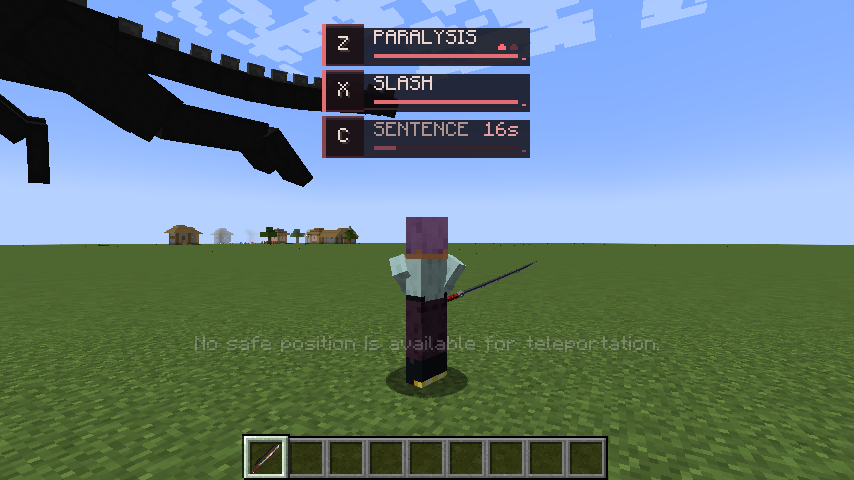 Z PARALYSIS
X SLASH
C SENTENCE 16s
No safe position is available for teleportation.